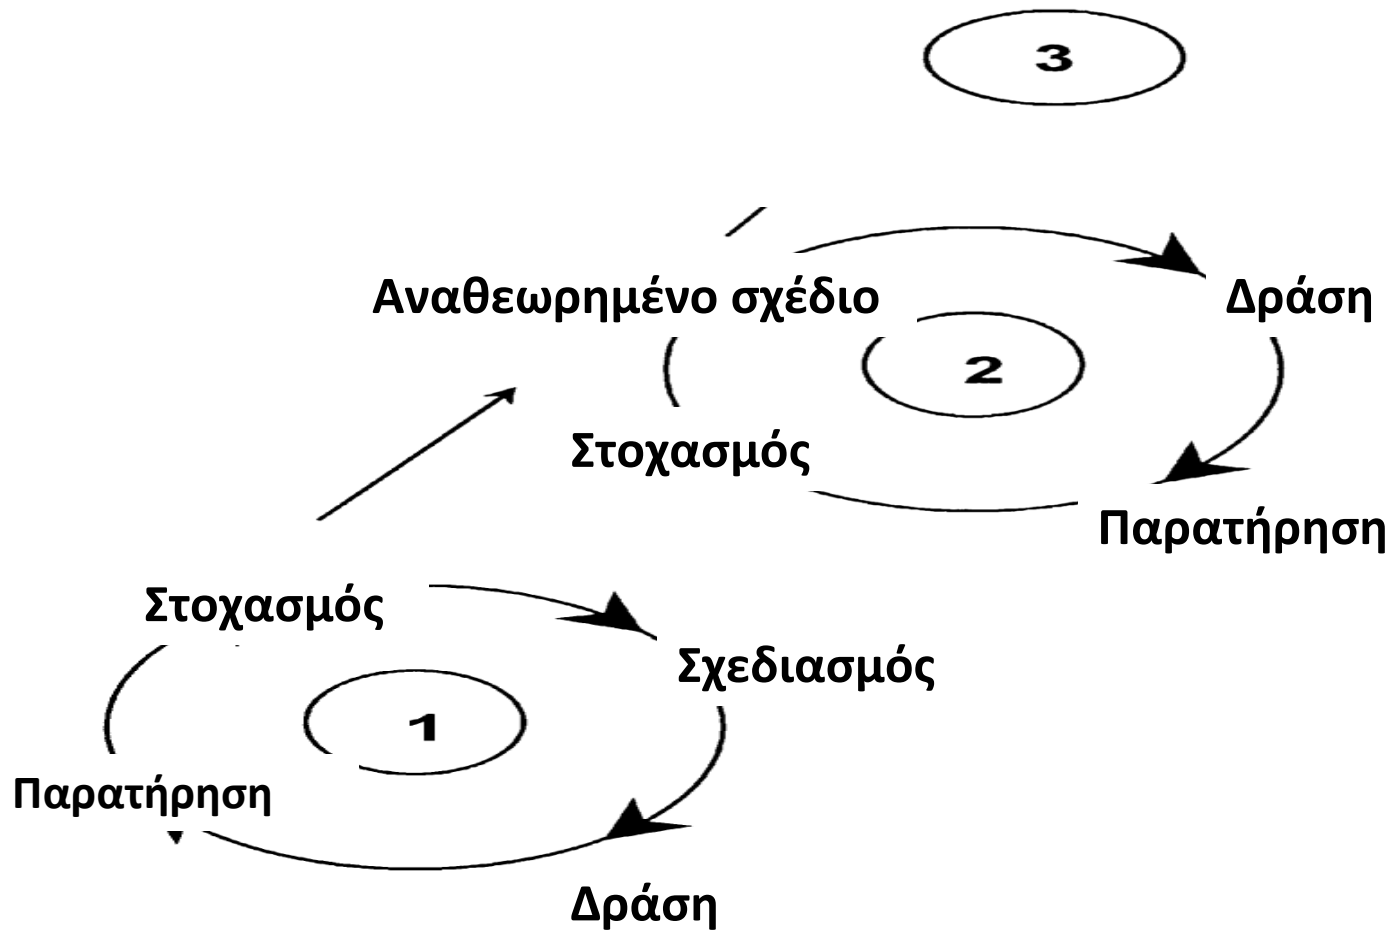 3
Αναθεωρημένο σχέδιο
Δράση
2
Στοχασμός
Παρατήρηση
Στοχασμός
Σχεδιασμός
1
Παρατήρηση
Δράση